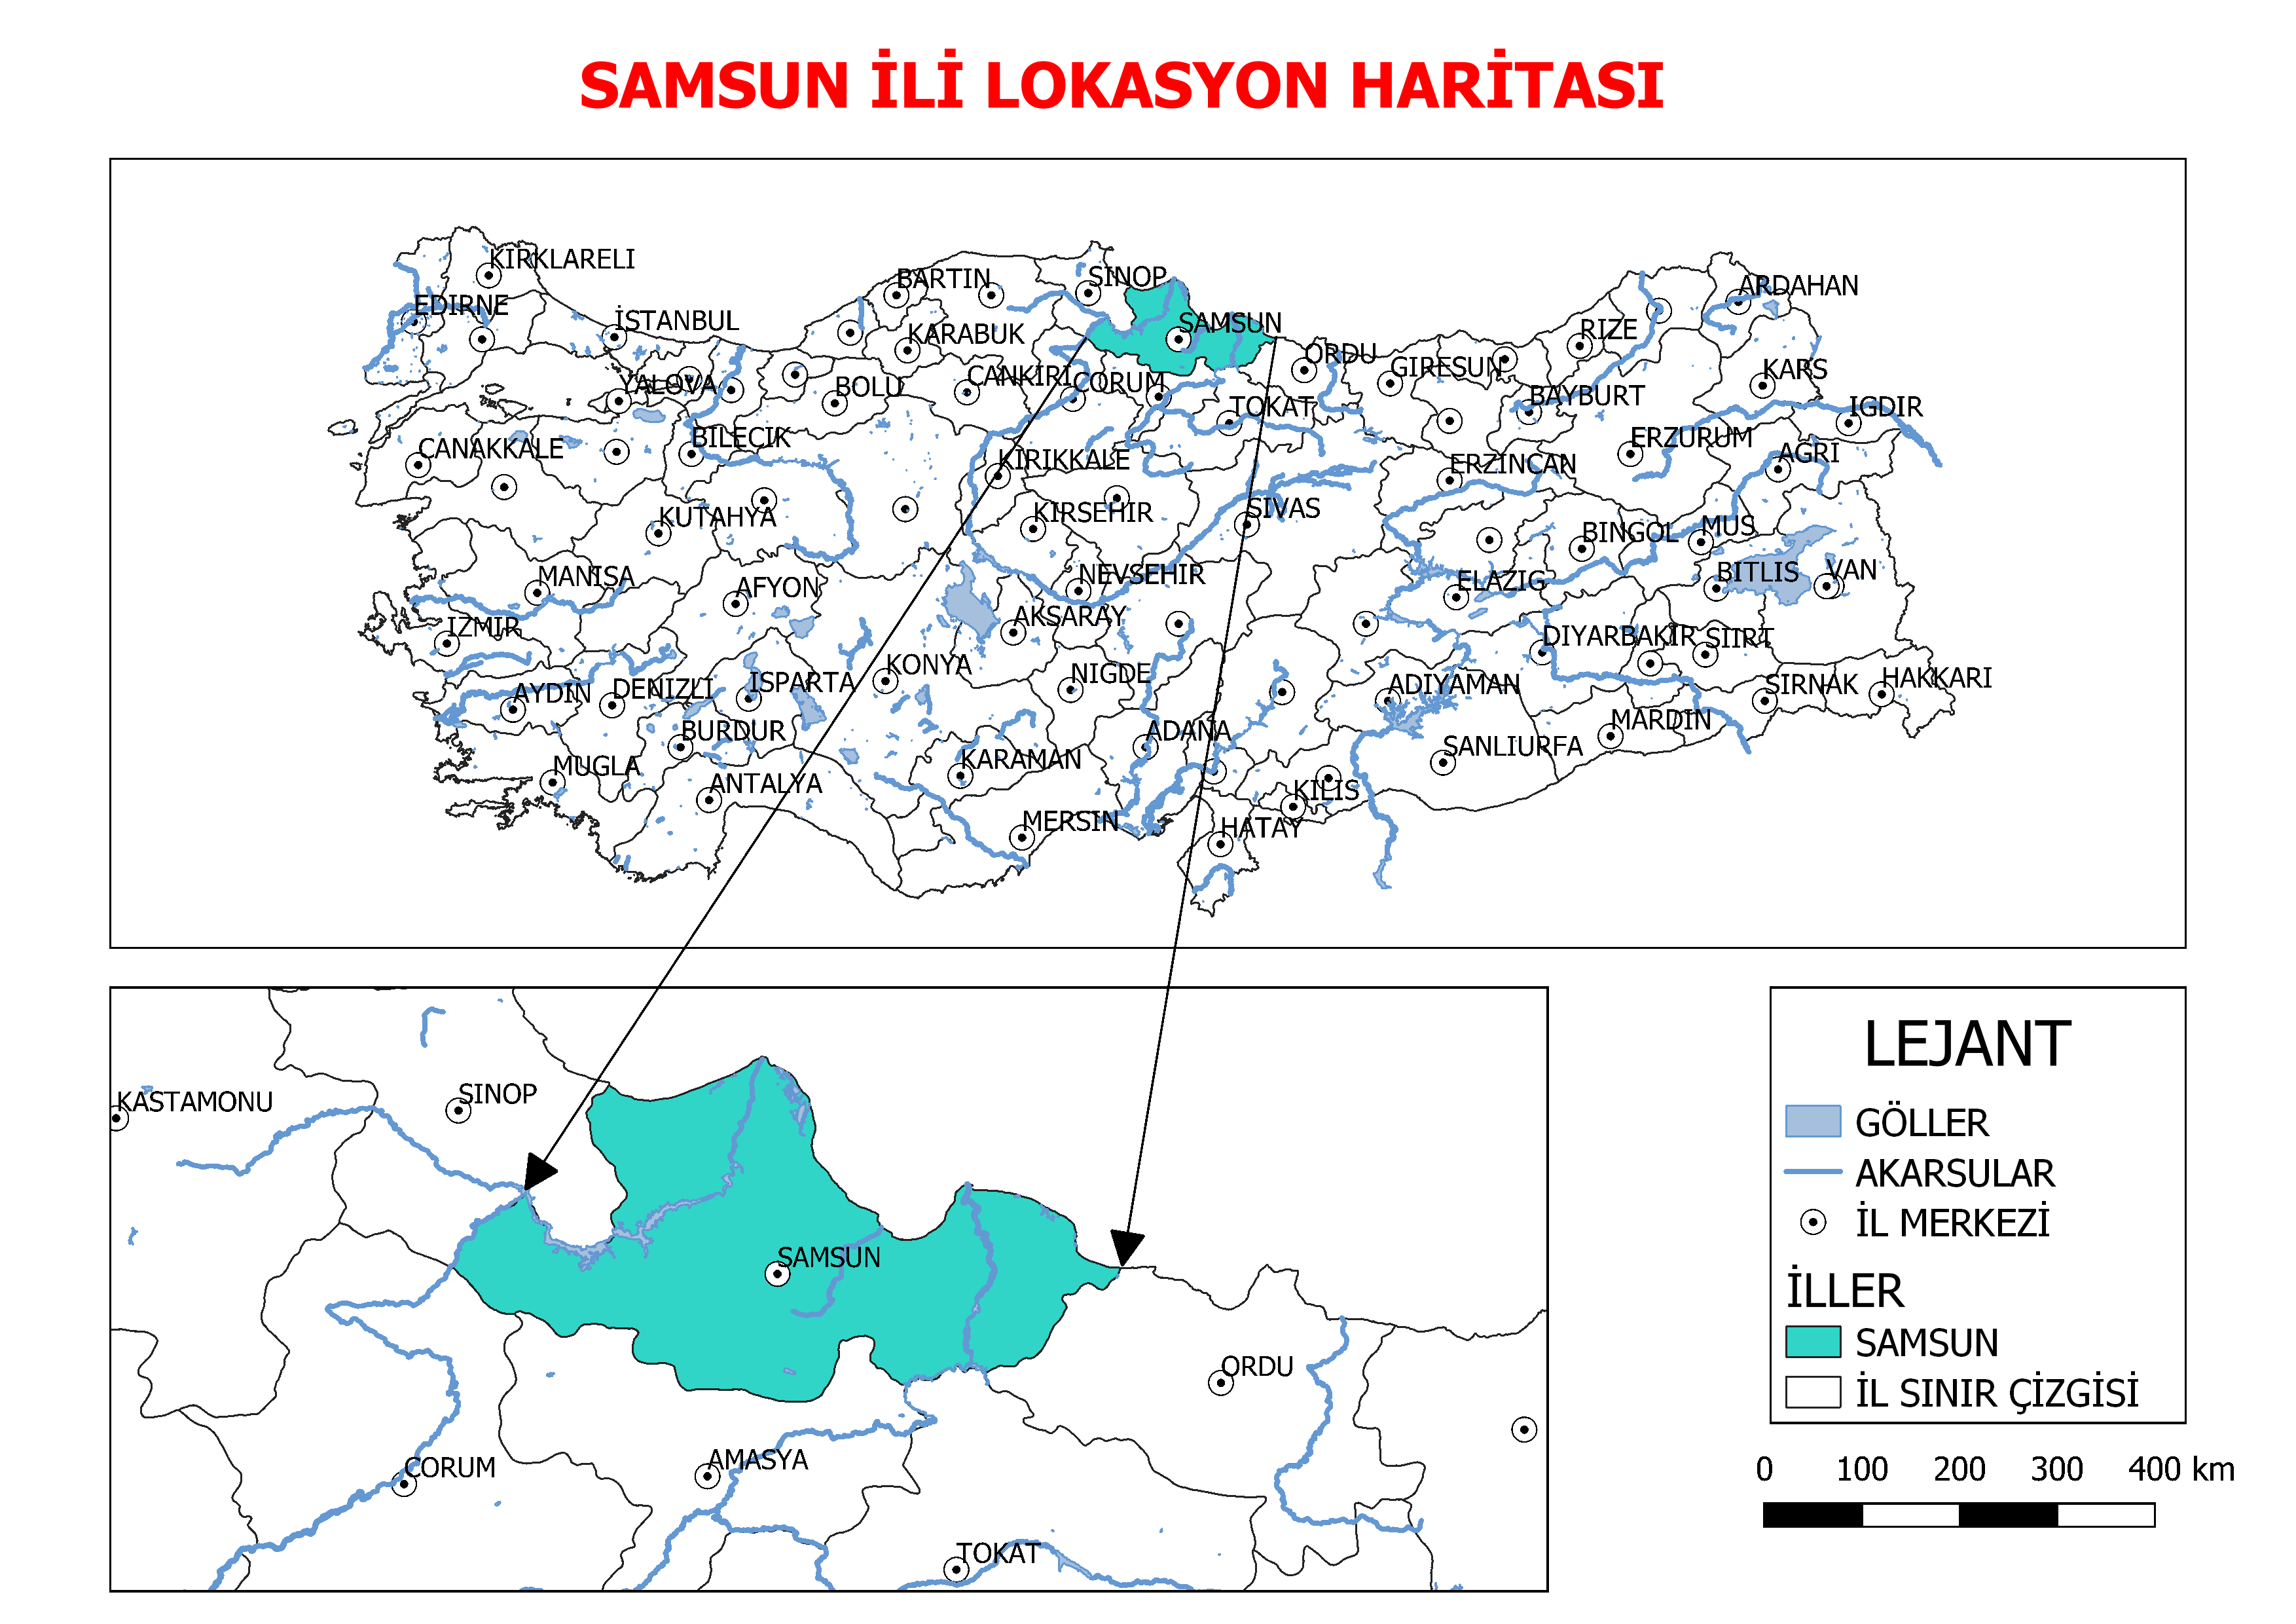 SAMSUN İLİ LOKASYON HARİTASI
KIRKLARELI
EDIRNE
İSTANBUL
BARTIN
SINOP
SAMSUN
ARDAHAN
KARABUK
RIZE
ORDU
GIRESUN
KARS
YALOVA
BOLU
CANKIRI
CORUM
TOKAT
BAYBURT
IGDIR
CANAKKALE
BILECIK
KIRIKKALE
ERZURUM
AGRI
ERZINCAN
KUTAHYA
KIRSEHIR
SIVAS
BINGOL
MUS
MANISA
AFYON
NEVSEHIR
ELAZIG
BITLIS
VAN
IZMIR
AKSARAY
DIYARBAKIR
SIIRT
KONYA
NIGDE
AYDIN
DENIZLI
ISPARTA
ADIYAMAN
SIRNAK
HAKKARI
BURDUR
ADANA
MARDIN
MUGLA
ANTALYA
KARAMAN
SANLIURFA
KILIS
MERSIN
HATAY
KASTAMONU
SINOP
SAMSUN
ORDU
CORUM
AMASYA
TOKAT
LEJANT
GÖLLER
AKARSULAR
İL MERKEZİ
İLLER
SAMSUN
İL SINIR ÇİZGİSİ
0 100 200 300 400 km